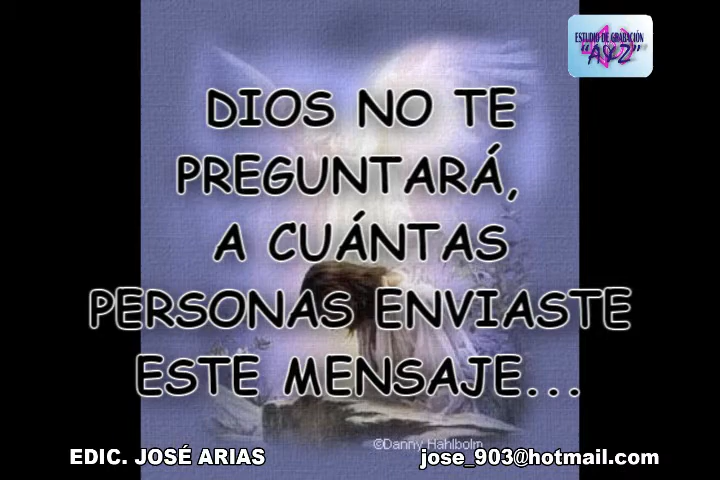 ESTUDIO DE GRABACIÓN
"AYZ"
DIOS NO TE
PREGUNTARÁ,
A CUÁNTAS
PERSONAS ENVIASTE
ESTE MENSAJE...
©Danny Hahlbohm
EDIC. JOSÉ ARIAS
jose_903@hotmail.com